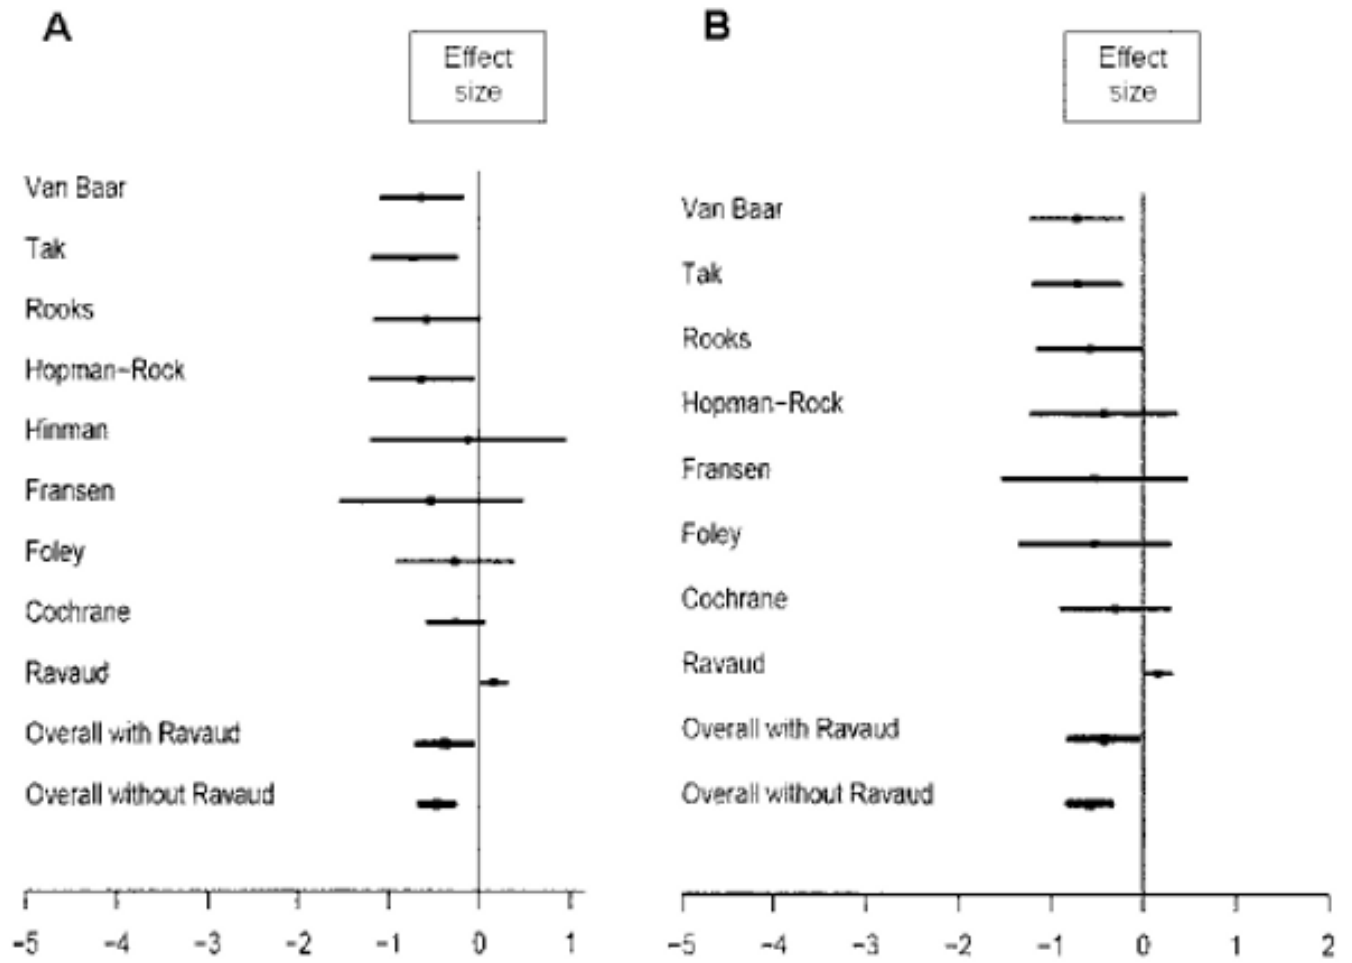 A
Effect
size
Van Baar
Tak
Rooks
Hopman-Rock
Hinman
Fransen
Foley
Cochrane
Ravaud
Overall with Ravaud
Overall without Ravaud
-5 -4 -3 -2 -1 0 1
B
Effect
size
Van Baar
Tak
Rooks
Hopman-Rock
Fransen
Foley
Cochrane
Ravaud
Overall with Ravaud
Overall without Ravaud
-5 -4 -3 -2 -1 0 1 2